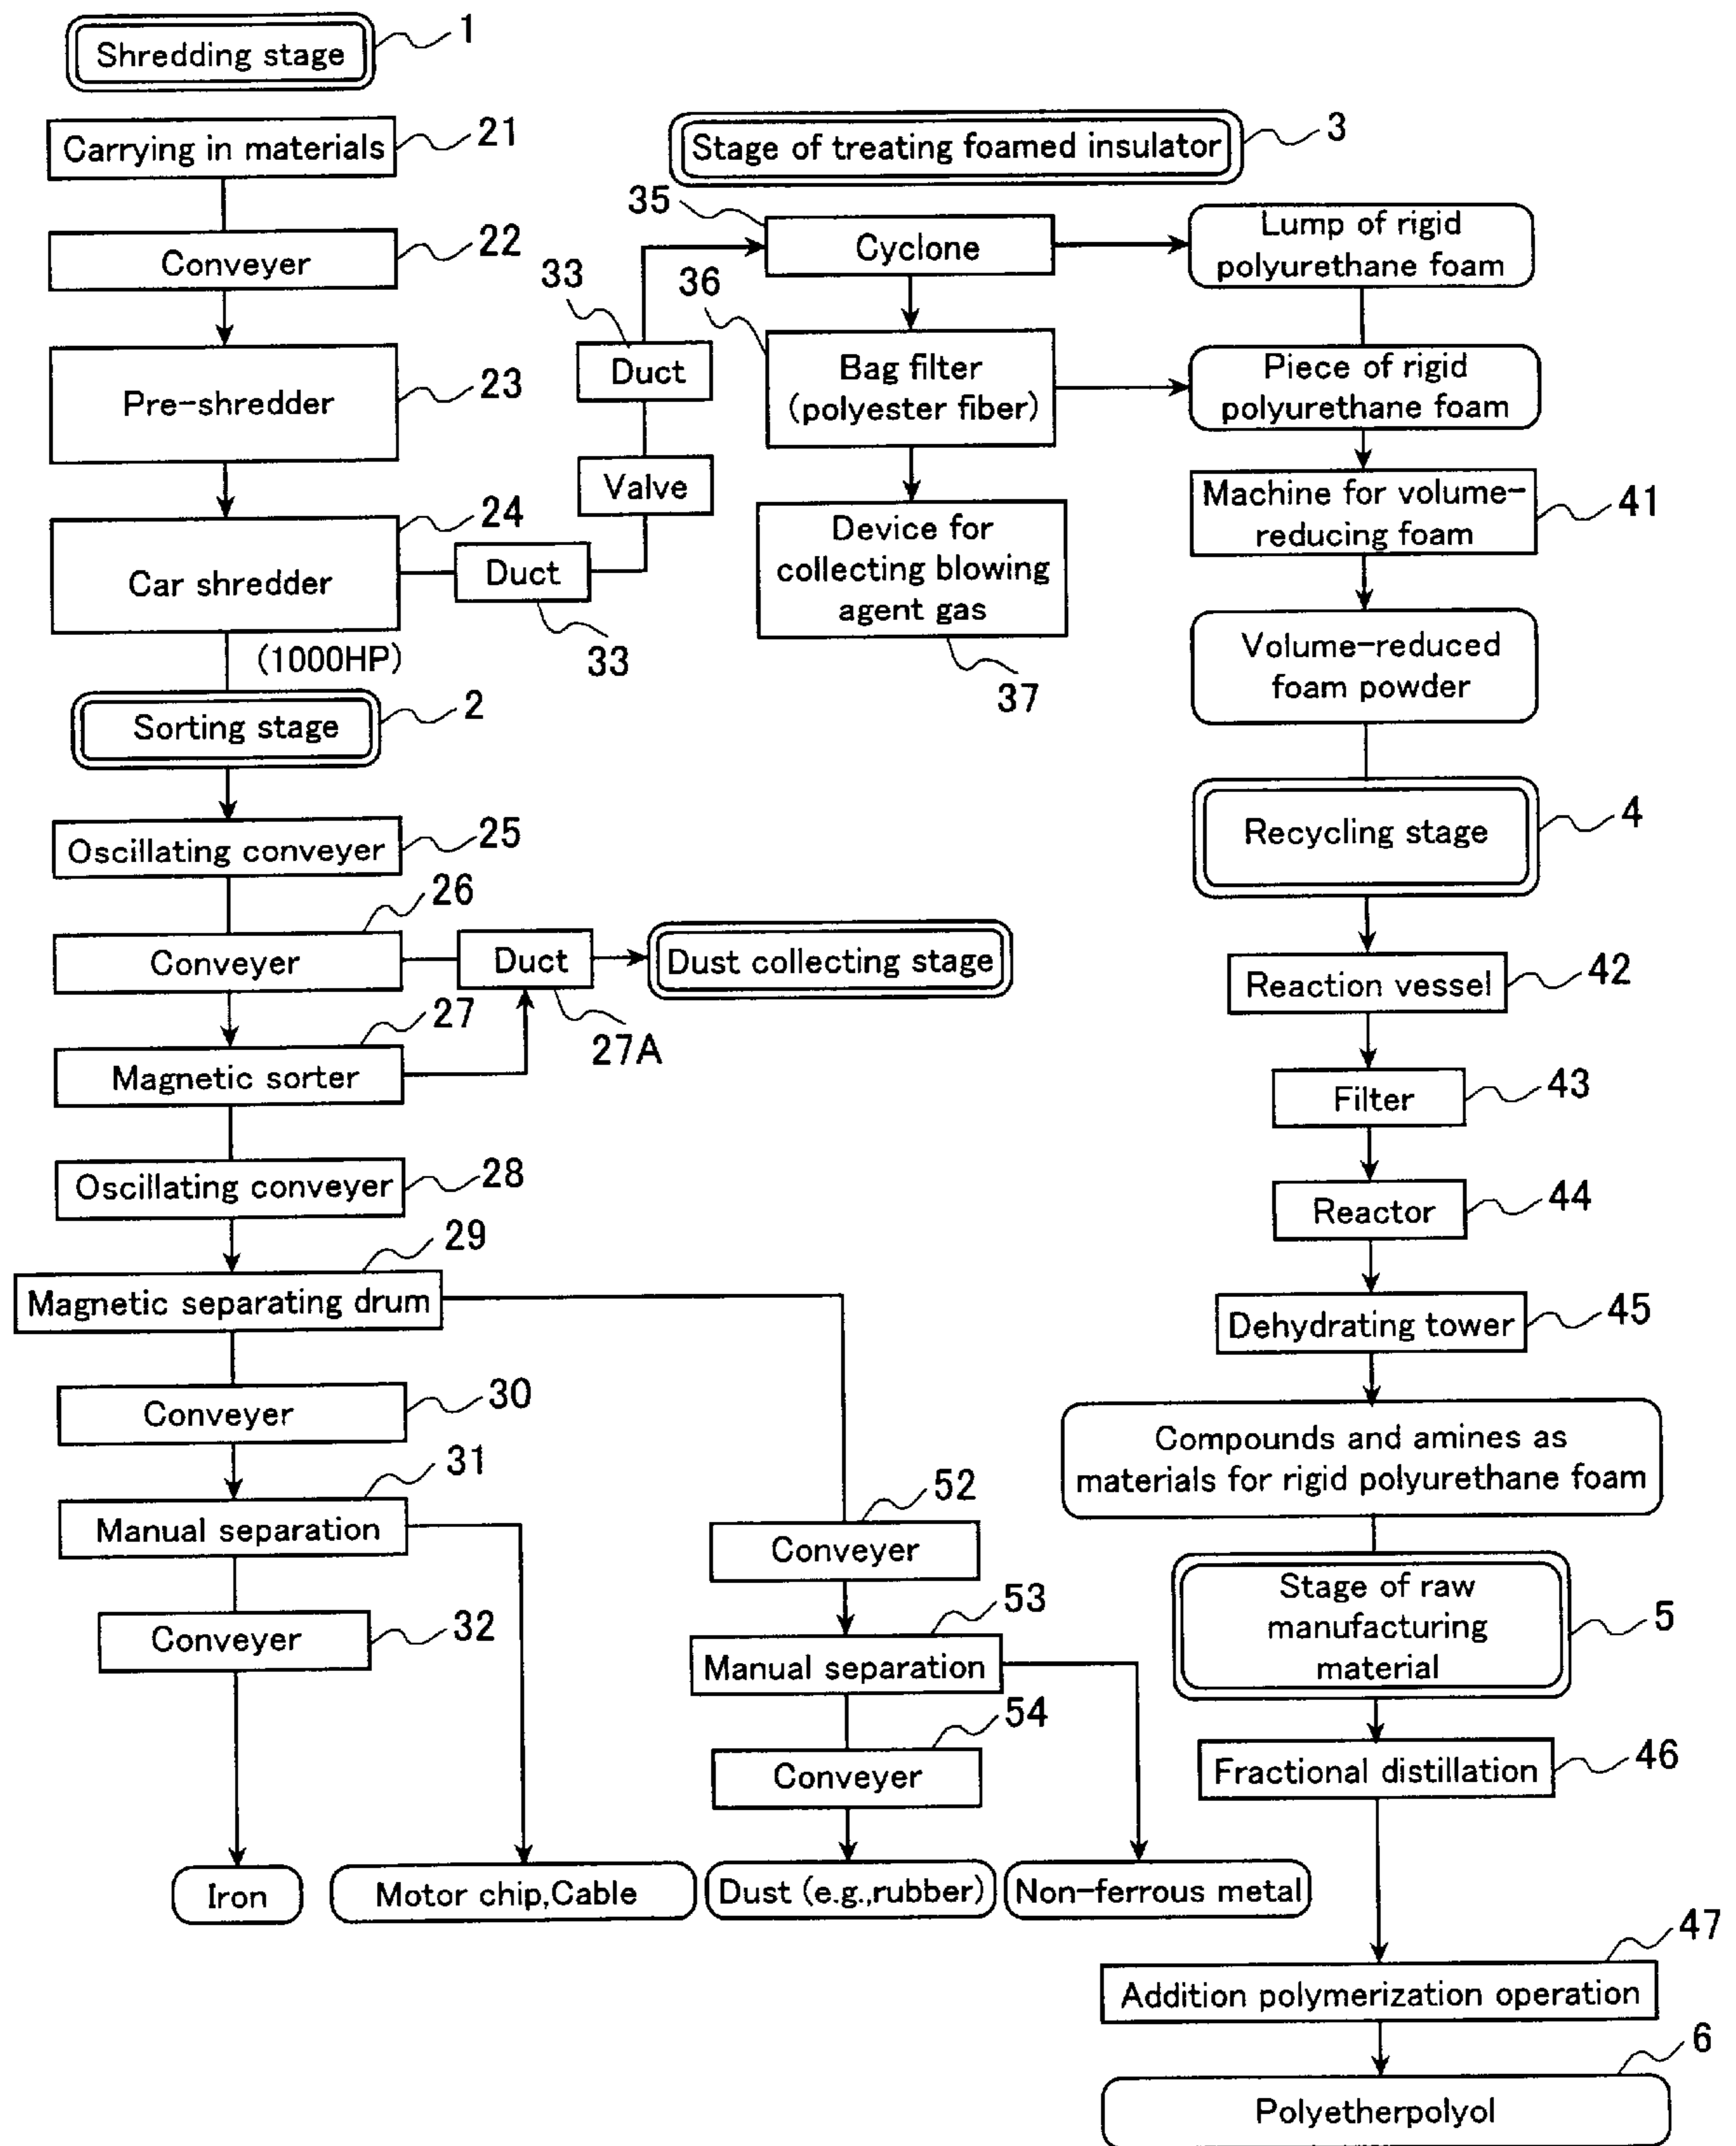 Shredding stage
1
Carrying in materials
21
Conveyer
22
Pre-shredder
23
Car shredder
24
(1000HP)
Duct
33
Valve
Duct
33
Stage of treating foamed insulator
3
35
Cyclone
36
Bag filter
(polyester fiber)
Device for
collecting blowing
agent gas
37
Lump of rigid
polyurethane foam
Piece of rigid
polyurethane foam
Machine for volume-
reducing foam
41
Volume-reduced
foam powder
Sorting stage
2
Oscillating conveyer
25
26
Conveyer
Duct
27A
Dust collecting stage
27
Magnetic sorter
Oscillating conveyer
28
29
Magnetic separating drum
Conveyer
30
31
Manual separation
Conveyer
32
Iron
Motor chip,Cable
52
Conveyer
53
Manual separation
54
Conveyer
Dust (e.g.,rubber)
Non-ferrous metal
Recycling stage
4
Reaction vessel
42
Filter
43
Reactor
44
Dehydrating tower
45
Compounds and amines as
materials for rigid polyurethane foam
Stage of raw
manufacturing
material
5
Fractional distillation
46
47
Addition polymerization operation
6
Polyetherpolyol